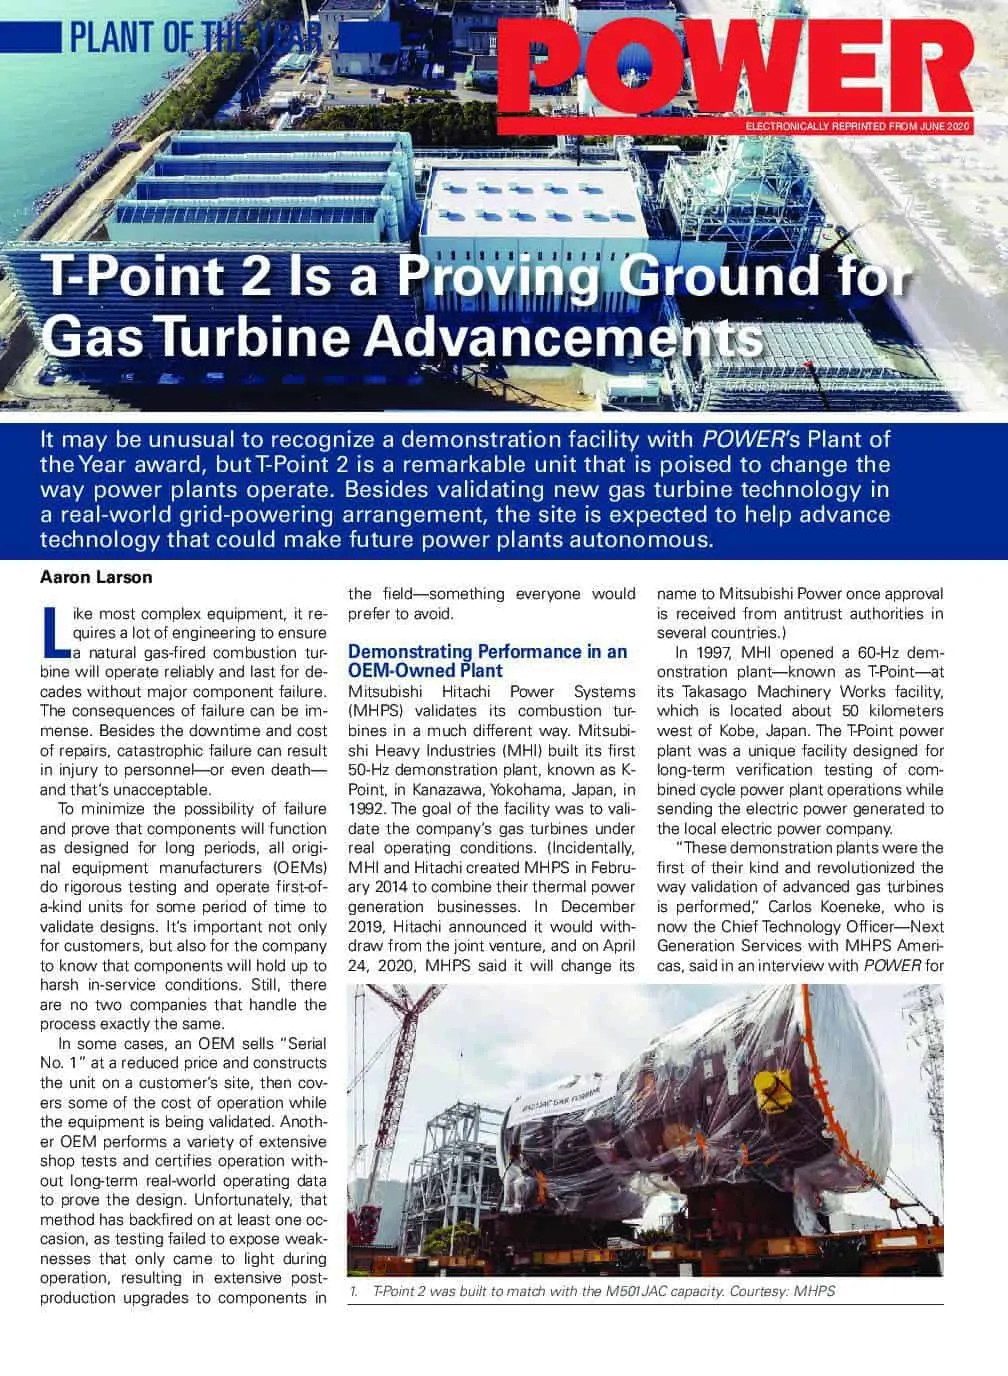 PLANT OF THE YEAR
POWER
ELECTRONICALLY REPRINTED FROM JUNE 2020
T-Point 2 Is a Proving Ground for
Gas Turbine Advancements
It may be unusual to recognize a demonstration facility with POWER's Plant of
the Year award, but T-Point 2 is a remarkable unit that is poised to change the
way power plants operate. Besides validating new gas turbine technology in
a real-world grid-powering arrangement, the site is expected to help advance
technology that could make future power plants autonomous.
Aaron Larson
Like most complex equipment, it re-
quires a lot of engineering to ensure
a natural gas-fired combustion tur-
bine will operate reliably and last for de-
cades without major component failure.
The consequences of failure can be im-
mense. Besides the downtime and cost
of repairs, catastrophic failure can result
in injury to personnel—or even death—
and that's unacceptable.
To minimize the possibility of failure
and prove that components will function
as designed for long periods, all origi-
nal equipment manufacturers (OEMs)
do rigorous testing and operate first-of-
a-kind units for some period of time to
validate designs. It's important not only
for customers, but also for the company
to know that components will hold up to
harsh in-service conditions. Still, there
are no two companies that handle the
process exactly the same.
In some cases, an OEM sells "Serial
No. 1" at a reduced price and constructs
the unit on a customer's site, then cov-
ers some of the cost of operation while
the equipment is being validated. Anoth-
er OEM performs a variety of extensive
shop tests and certifies operation with-
out long-term real-world operating data
to prove the design. Unfortunately, that
method has backfired on at least one oc-
casion, as testing failed to expose weak-
nesses that only came to light during
operation, resulting in extensive post-
production upgrades to components in
the field—something everyone would
prefer to avoid.
Demonstrating Performance in an
OEM-Owned Plant
Mitsubishi Hitachi Power Systems
(MHPS) validates its combustion tur-
bines in a much different way. Mitsubi-
shi Heavy Industries (MHI) built its first
50-Hz demonstration plant, known as K-
Point, in Kanazawa, Yokohama, Japan, in
1992. The goal of the facility was to vali-
date the company's gas turbines under
real operating conditions. (Incidentally,
MHI and Hitachi created MHPS in Febru-
ary 2014 to combine their thermal power
generation businesses. In December
2019, Hitachi announced it would with-
draw from the joint venture, and on April
24, 2020, MHPS said it will change its
name to Mitsubishi Power once approval
is received from antitrust authorities in
several countries.)
In 1997, MHI opened a 60-Hz dem-
onstration plant—known as T-Point—at
its Takasago Machinery Works facility,
which is located about 50 kilometers
west of Kobe, Japan. The T-Point power
plant was a unique facility designed for
long-term verification testing of com-
bined cycle power plant operations while
sending the electric power generated to
the local electric power company.
"These demonstration plants were the
first of their kind and revolutionized the
way validation of advanced gas turbines
is performed," Carlos Koeneke, who is
now the Chief Technology Officer—Next
Generation Services with MHPS Ameri-
cas, said in an interview with POWER for
M501JAC GAS TURBINE
1. T-Point 2 was built to match with the M501JAC capacity. Courtesy: MHPS